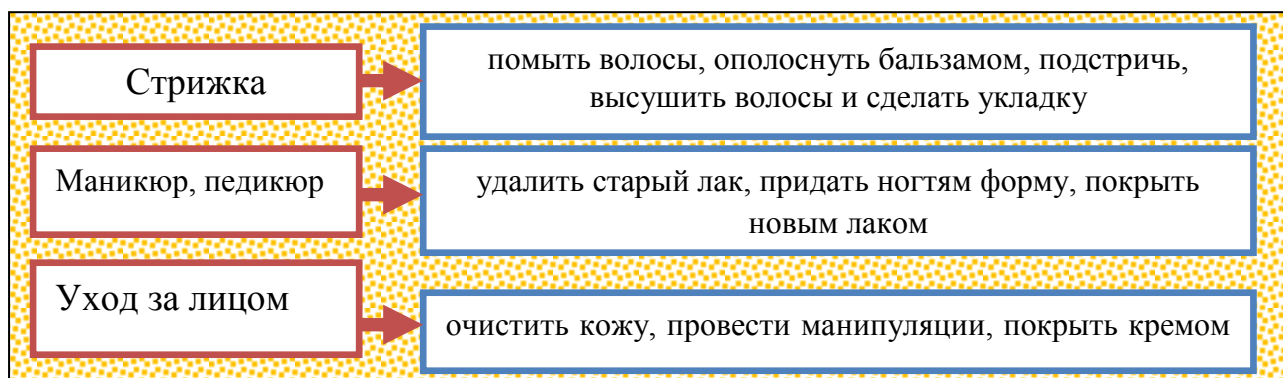 Стрижка
помыть волосы, ополоснуть бальзамом, подстричь,
высушить волосы и сделать укладку
Маникюр, педикюр
удалить старый лак, придать ногтям форму, покрыть
новым лаком
Уход за лицом
очистить кожу, провести манипуляции, покрыть кремом